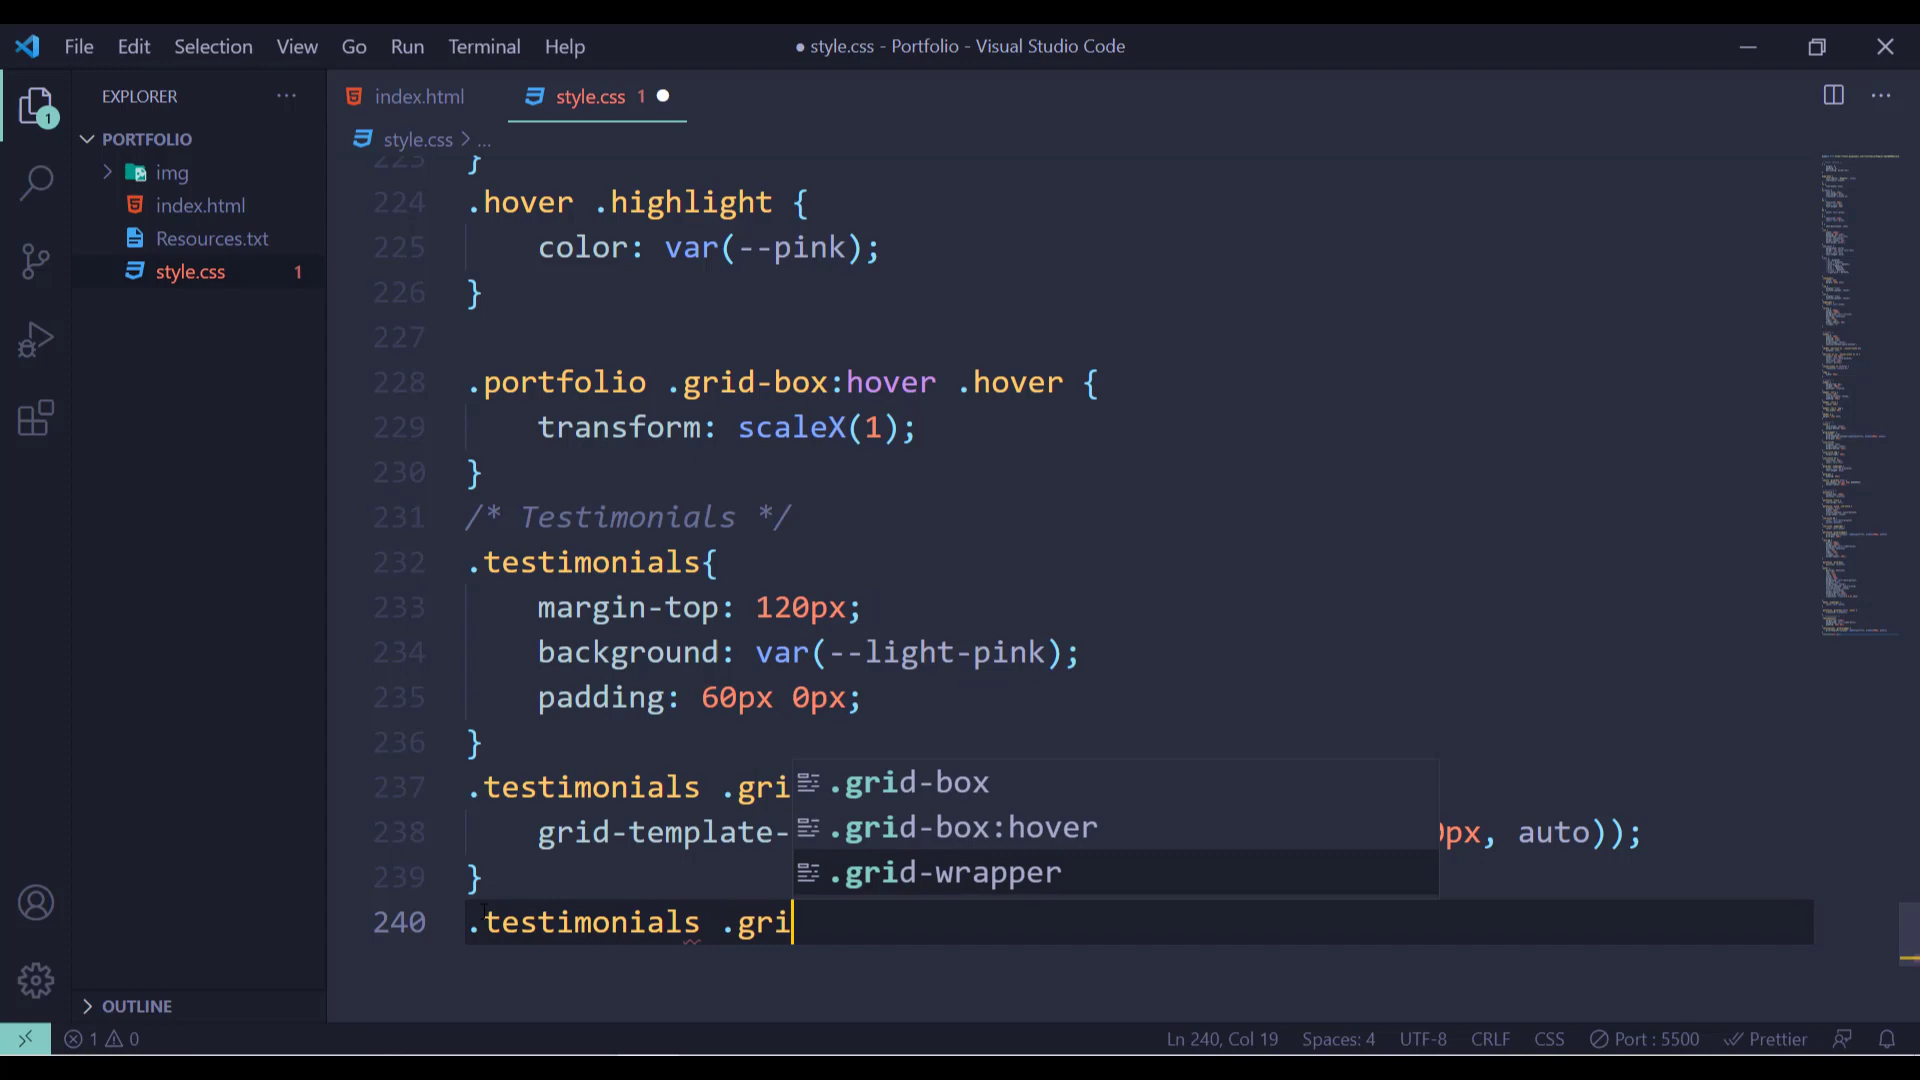 File Edit Selection View Go Run Terminal Help
● style.css - Portfolio - Visual Studio Code
EXPLORER ...
index.html
style.css 1
1
PORTFOLIO
style.css > ...
img
index.html
Resources.txt
style.css 1
223 }
224 .hover .highlight {
225 color: var(--pink);
226 }
227
228 .portfolio .grid-box:hover .hover {
229 transform: scaleX(1);
230 }
231 /* Testimonials */
232 .testimonials{
233 margin-top: 120px;
234 background: var(--light-pink);
235 padding: 60px 0px;
236 }
237 .testimonials .gri
.grid-box
.grid-box:hover
238 grid-template- px, auto));
.grid-wrapper
239 }
240 .testimonials .gri
OUTLINE
1 0
Ln 240, Col 19 Spaces: 4 UTF-8 CRLF CSS Port : 5500 Prettier